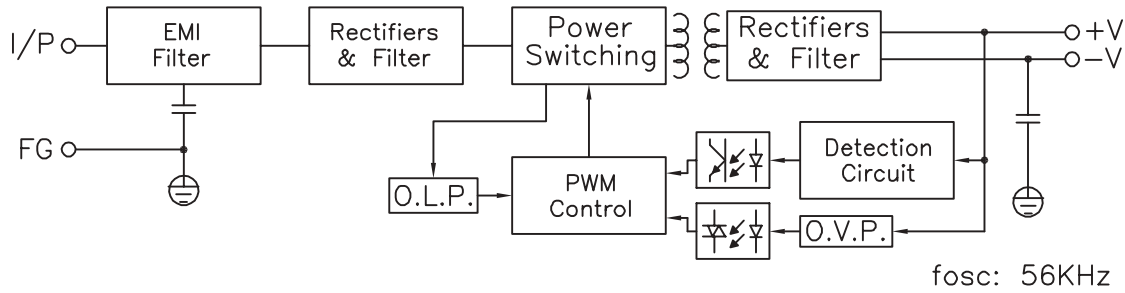 I/P
EMI
Filter
Rectifiers
& Filter
Power
Switching
Rectifiers
& Filter
+V
-V
FG
O.L.P.
PWM
Control
Detection
Circuit
O.V.P.
fosc: 56KHz